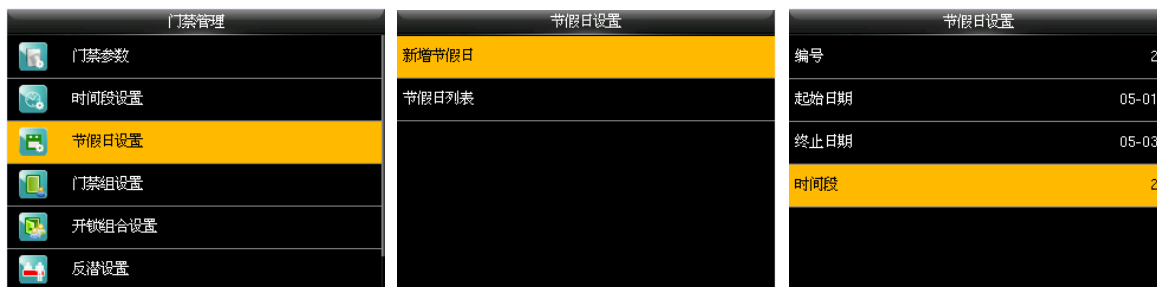 门禁管理
门禁参数
时间段设置
节假日设置
门禁组设置
开锁组合设置
反潜设置
节假日设置
新增节假日
节假日列表
节假日设置
编号 2
起始日期 05-01
终止日期 05-03
时间段 2